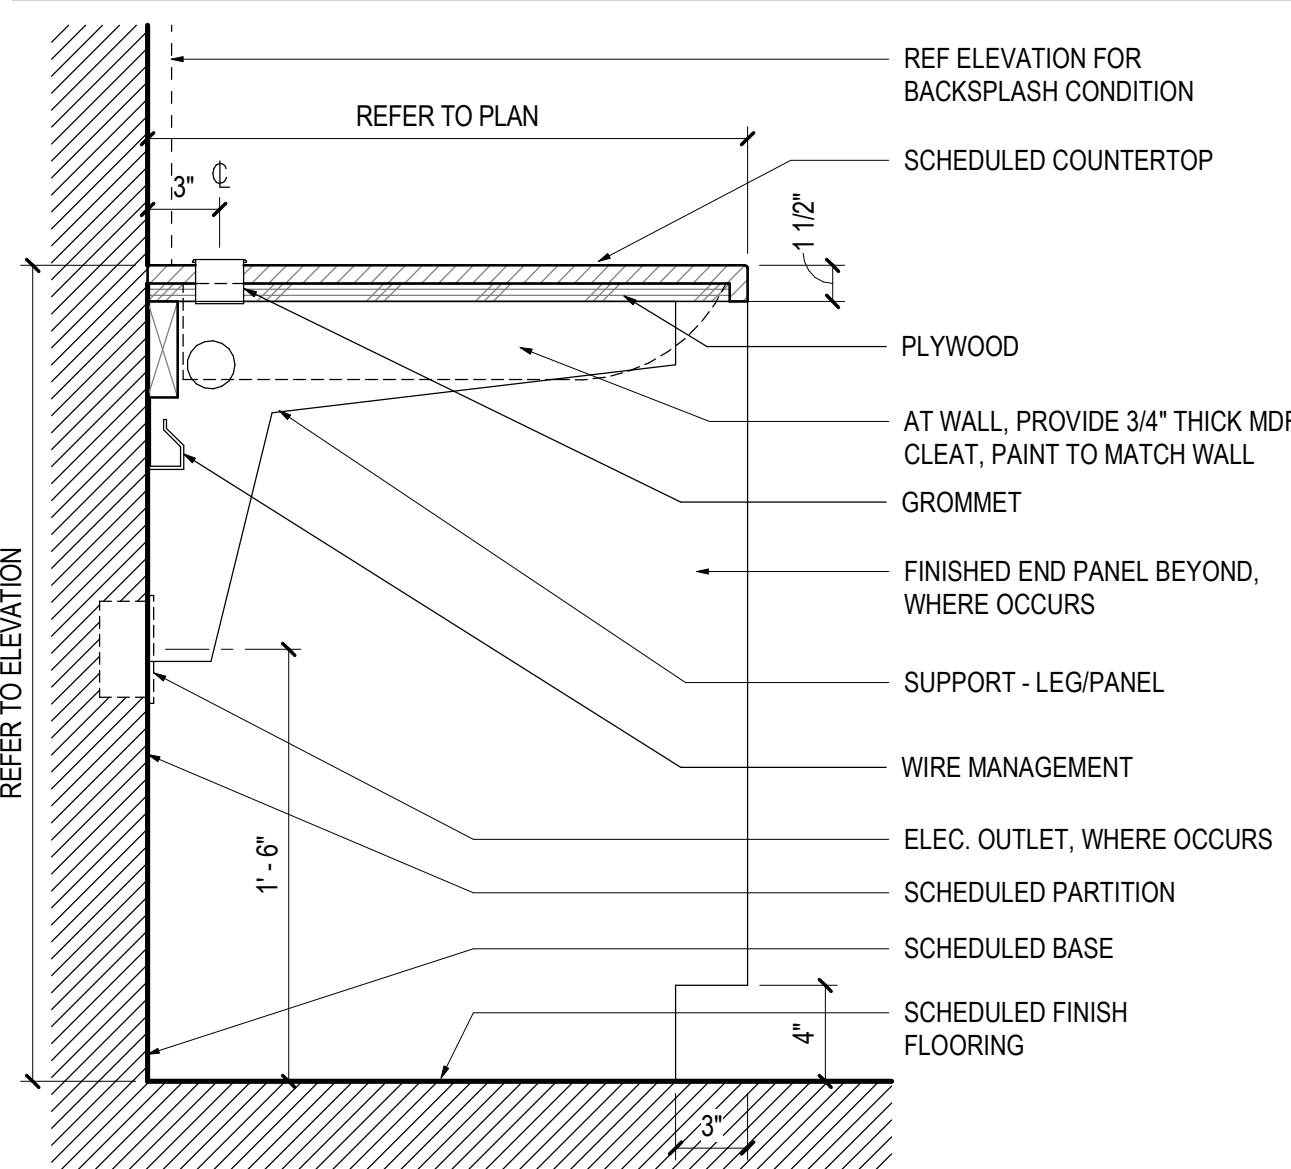 REF ELEVATION FOR
BACKSPLASH CONDITION
REFER TO PLAN
SCHEDULED COUNTERTOP
3"
℄
1 1/2"
PLYWOOD
AT WALL, PROVIDE 3/4" THICK MDF
CLEAT, PAINT TO MATCH WALL
GROMMET
FINISHED END PANEL BEYOND,
WHERE OCCURS
REFER TO ELEVATION
SUPPORT - LEG/PANEL
WIRE MANAGEMENT
ELEC. OUTLET, WHERE OCCURS
1' - 6"
SCHEDULED PARTITION
SCHEDULED BASE
SCHEDULED FINISH
FLOORING
4"
3"